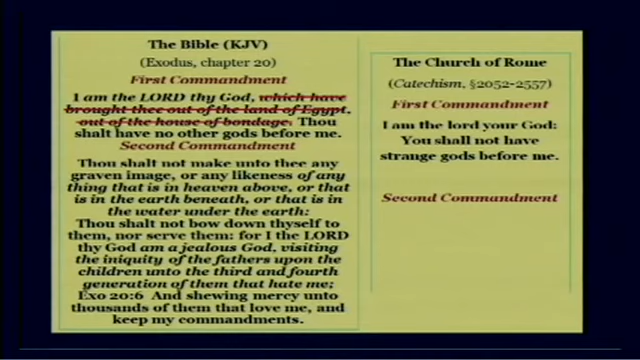 The Bible (KJV)
(Exodus, chapter 20)
First Commandment
I am the LORD thy God, which have
brought thee out of the land of Egypt,
out of the house of bondage. Thou
shalt have no other gods before me.
Second Commandment
Thou shalt not make unto thee any
graven image, or any likeness of any
thing that is in heaven above, or that
is in the earth beneath, or that is in
the water under the earth:
Thou shalt not bow down thyself to
them, nor serve them: for I the LORD
thy God am a jealous God, visiting
the iniquity of the fathers upon the
children unto the third and fourth
generation of them that hate me;
Exo 20:6 And shewing mercy unto
thousands of them that love me, and
keep my commandments.
The Church of Rome
(Catechism, §2052-2557)
First Commandment
I am the lord your God:
You shall not have
strange gods before me.
Second Commandment